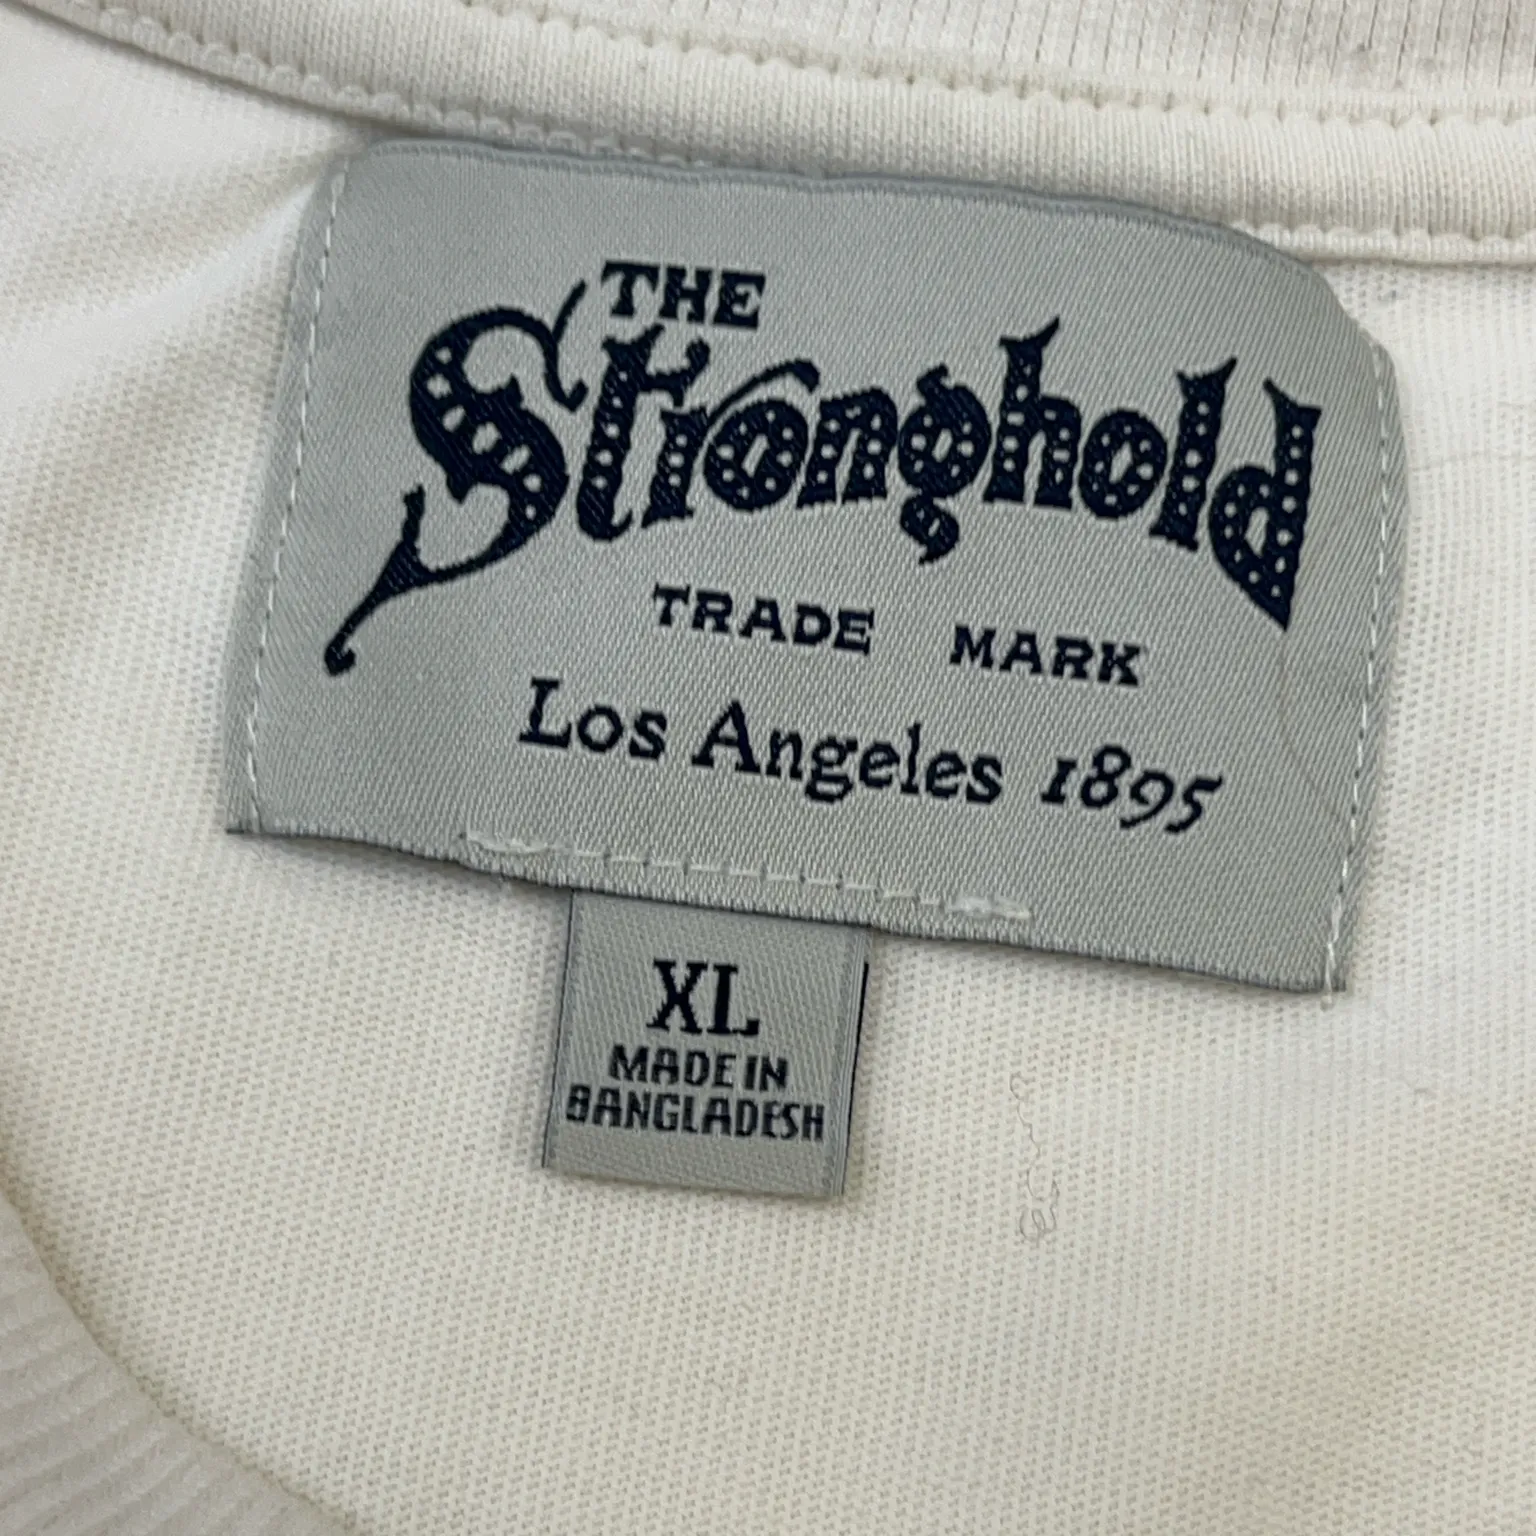 THE
Stronghold
TRADE MARK
Los Angeles 1895
XL
MADE IN
BANGLADESH